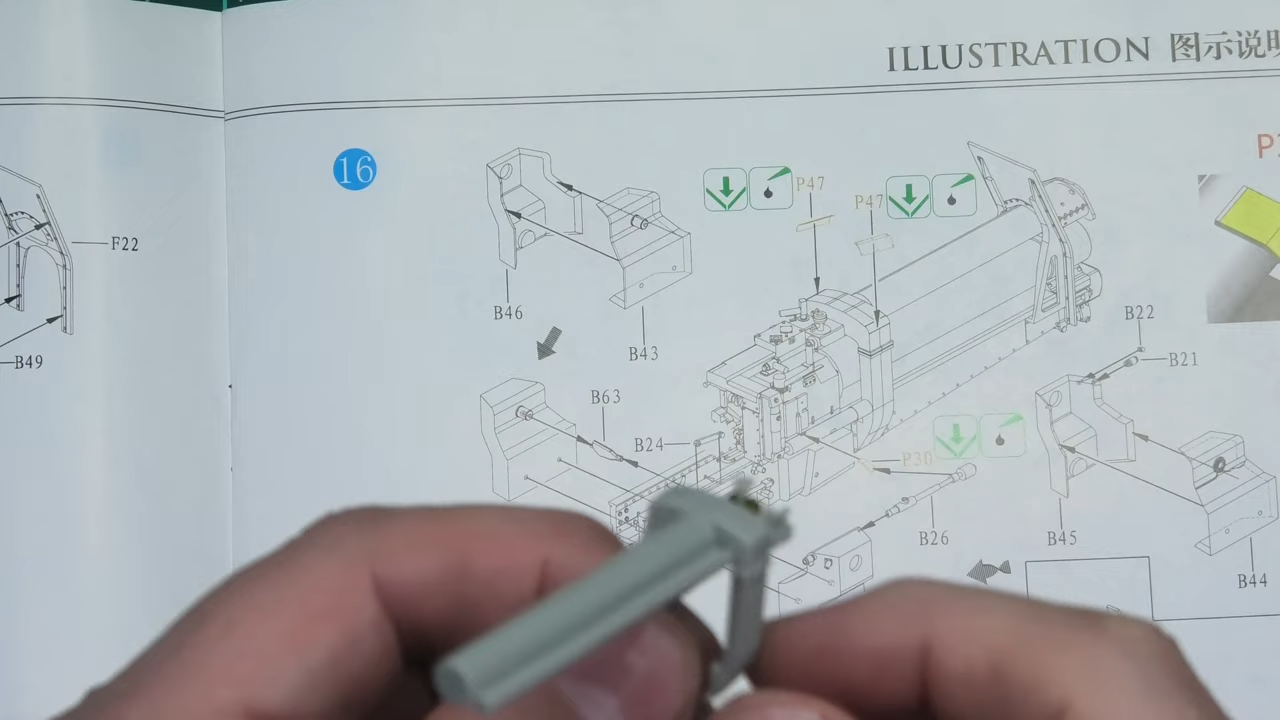 ILLUSTRATION 图示说明
16
P47
P47
F22
B46
B43
B49
B22
B21
B63
B24
P30
B26
B45
B44